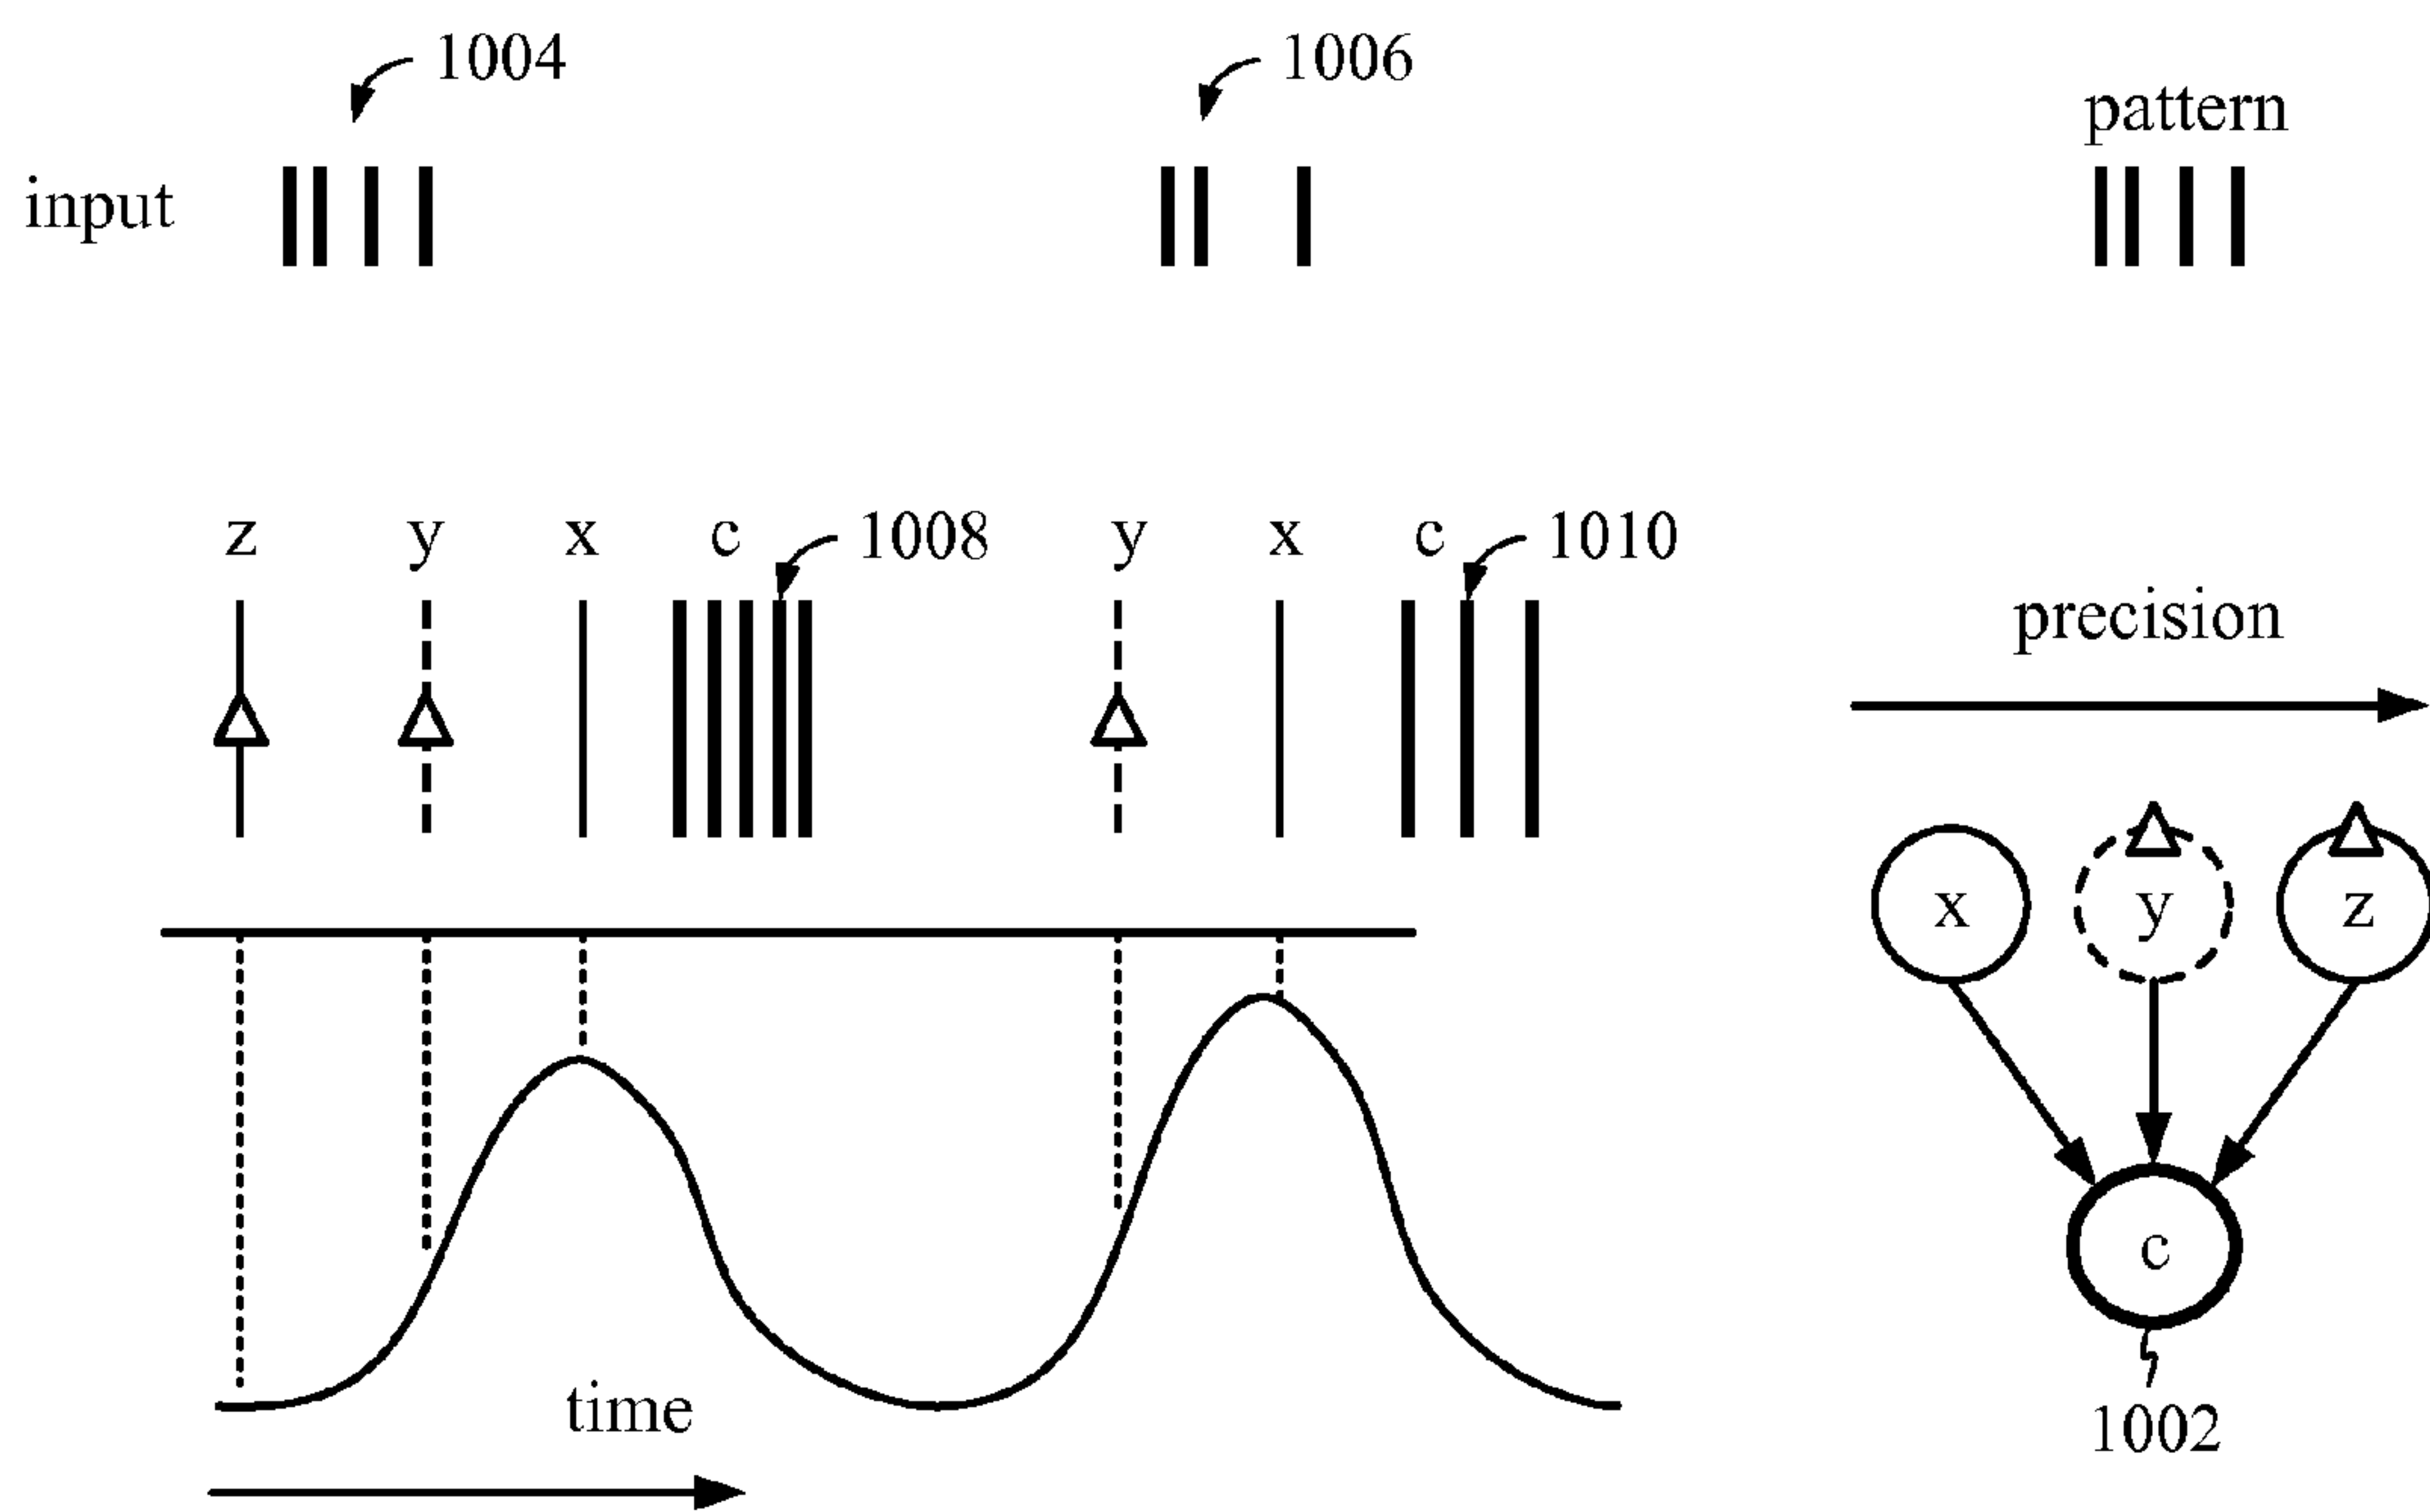 1004
1006
pattern
input
z y x c 1008 y x c 1010
precision
x y z
c
time
1002